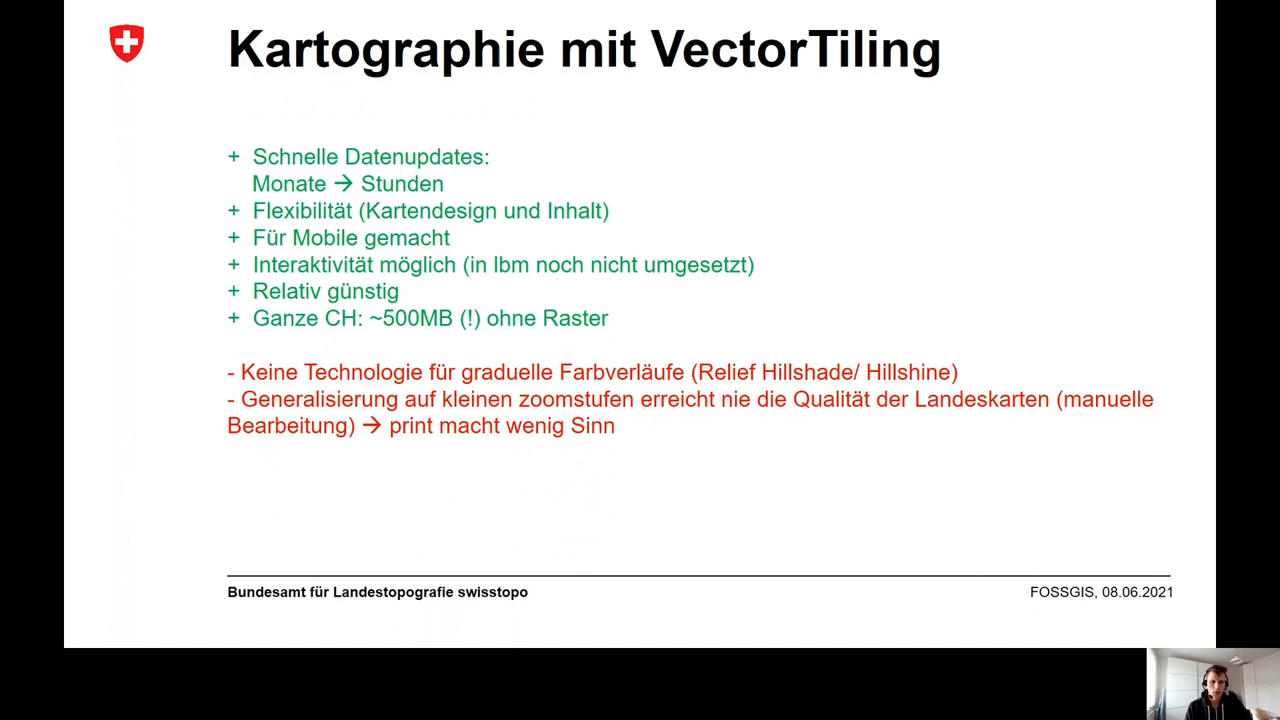 Kartographie mit VectorTiling
+ Schnelle Datenupdates:
Monate → Stunden
+ Flexibilität (Kartendesign und Inhalt)
+ Für Mobile gemacht
+ Interaktivität möglich (in lbm noch nicht umgesetzt)
+ Relativ günstig
+ Ganze CH: ~500MB (!) ohne Raster
- Keine Technologie für graduelle Farbverläufe (Relief Hillshade/ Hillshine)
- Generalisierung auf kleinen zoomstufen erreicht nie die Qualität der Landeskarten (manuelle
Bearbeitung) → print macht wenig Sinn
Bundesamt für Landestopografie swisstopo
FOSSGIS, 08.06.2021